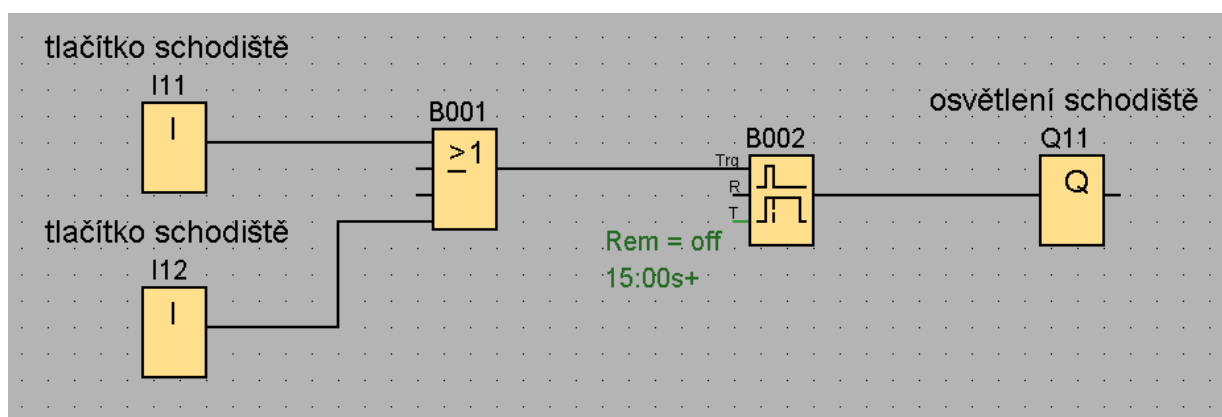 tlačítko schodiště
I11
I
B001
>1
osvětlení schodiště
B002
Q11
Trg
R
T
Q
Rem = off
15:00s+
tlačítko schodiště
I12
I